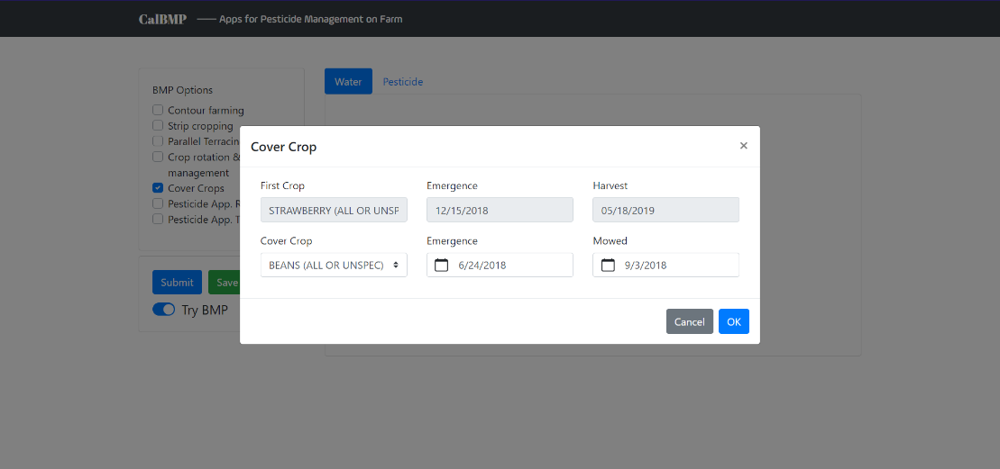 CalBMP —— Apps for Pesticide Management on Farm
BMP Options
Contour farming
Strip cropping
Parallel Terracin
Crop rotation &
management
Cover Crops
Pesticide App. R
Pesticide App. T
Submit Save
Try BMP
Water Pesticide
Cover Crop ×
First Crop Emergence Harvest
STRAWBERRY (ALL OR UNSP 12/15/2018 05/18/2019
Cover Crop Emergence Mowed
BEANS (ALL OR UNSPEC) 6/24/2018 9/3/2018
Cancel OK